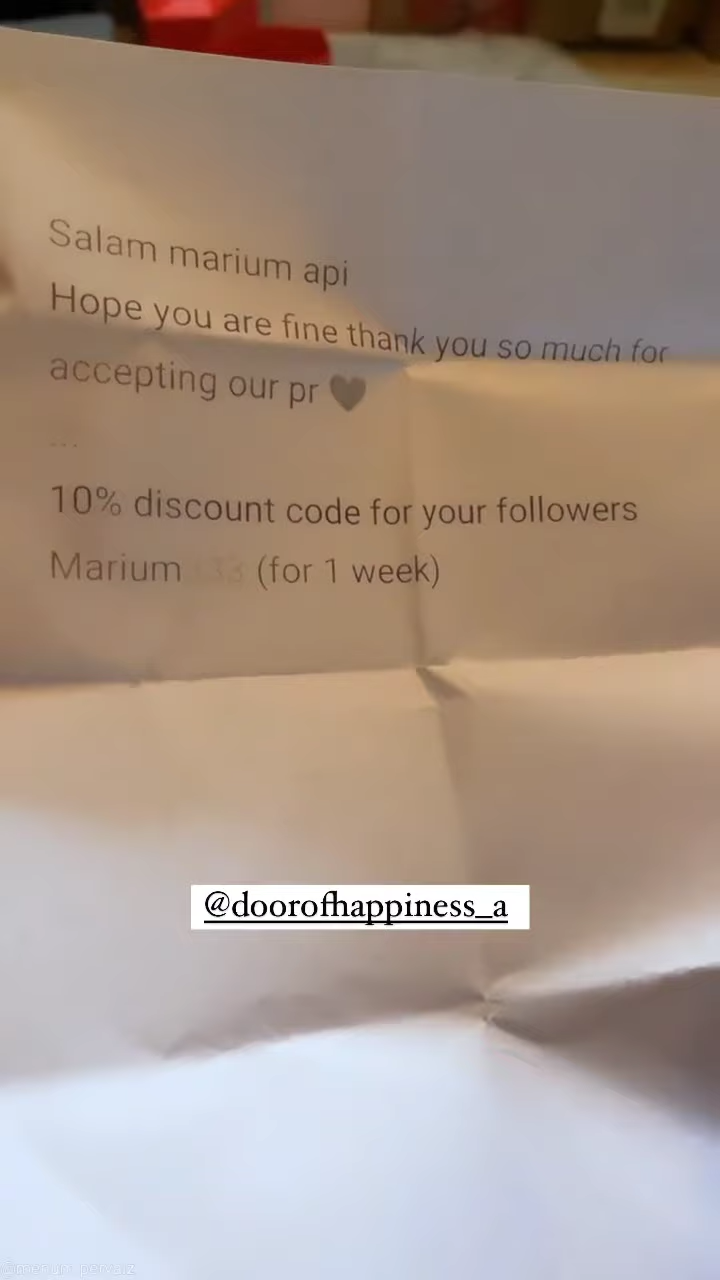 Salam marium api
Hope you are fine thank you so much for
accepting our pr 🖤
...
10% discount code for your followers
Marium (for 1 week)
@doorofhappiness_a